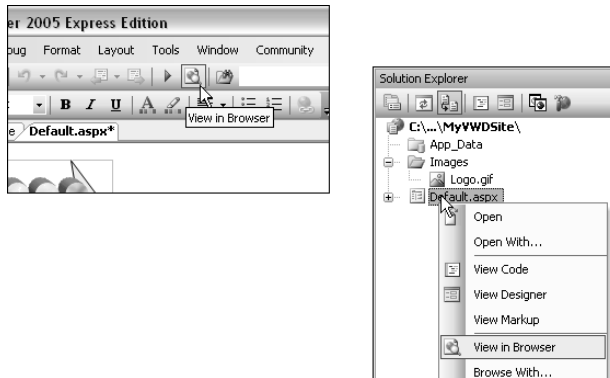 er 2005 Express Edition
bug Format Layout Tools Window Community
B I U A
View in Browser
Default.aspx*
Solution Explorer
C:\...\MyVWDSite\
App_Data
Images
Logo.gif
Default.aspx
Open
Open With...
View Code
View Designer
View Markup
View in Browser
Browse With...